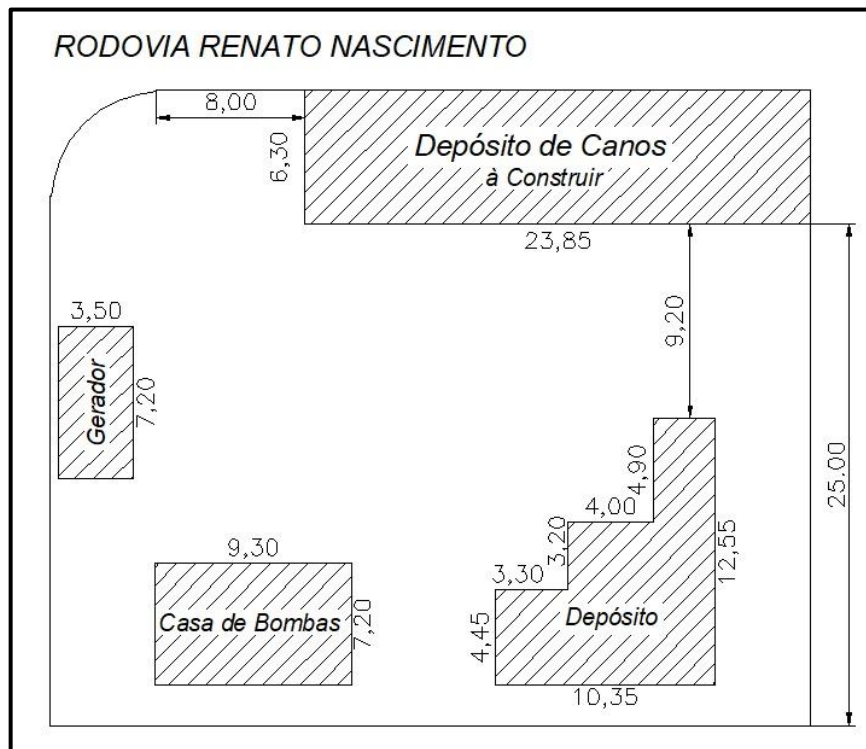 RODOVIA RENATO NASCIMENTO
8,00
6,30
Depósito de Canos
à Construir
23,85
3,50
9,20
Gerador
7,20
4,90
25.00
4,00
9,30
3,20
12,55
3,30
Casa de Bombas
7,20
4,45
Depósito
10,35